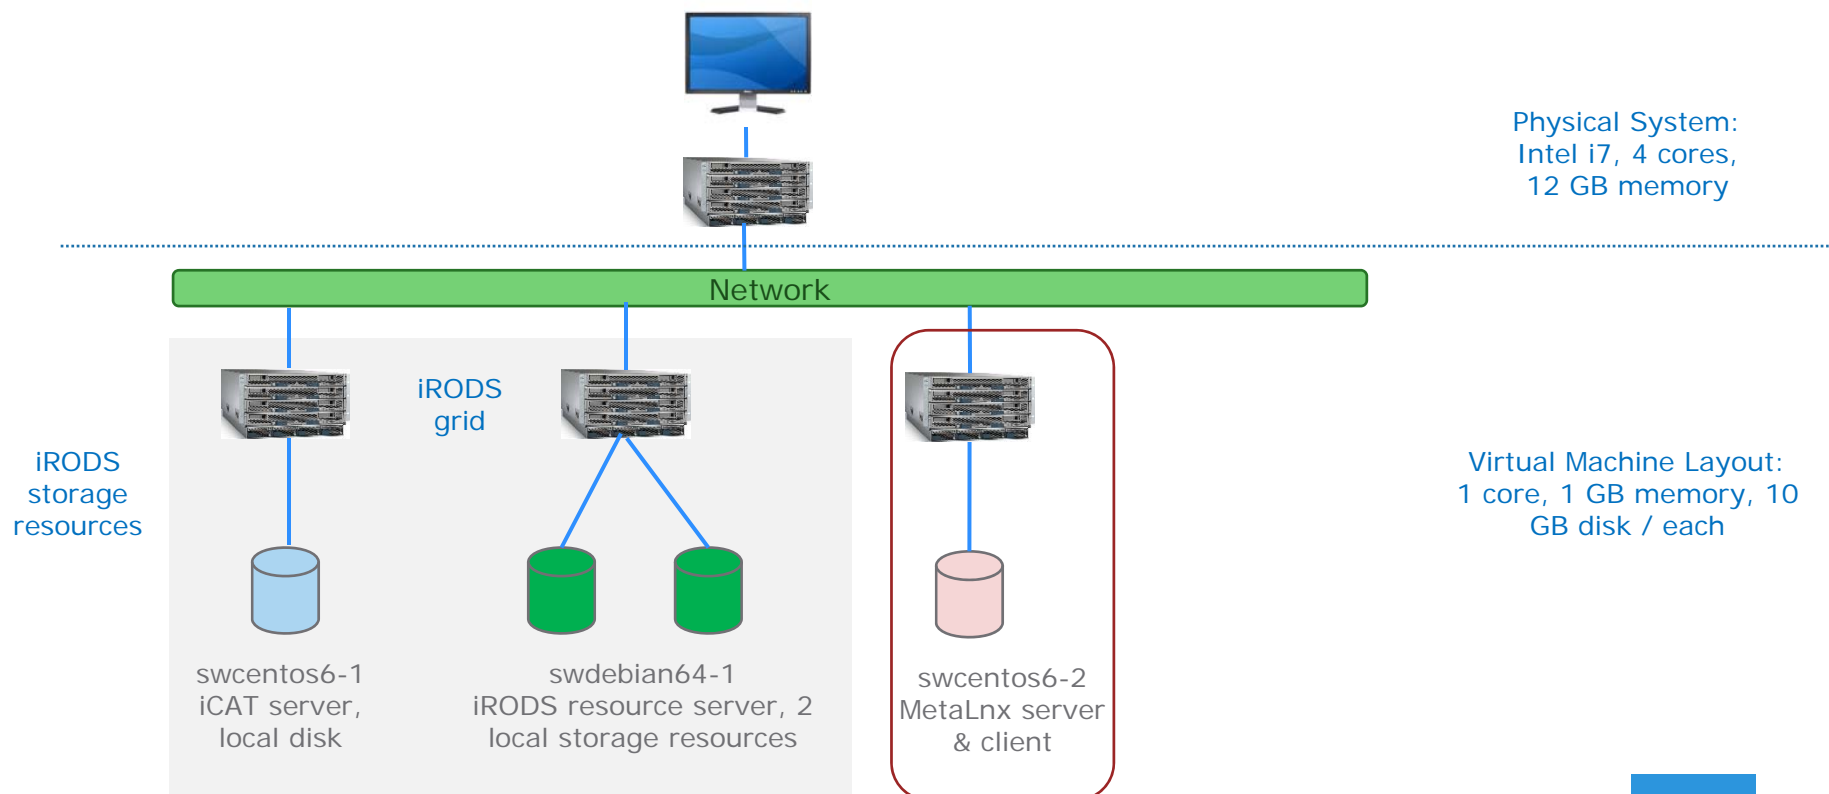 Physical System:
Intel i7, 4 cores,
12 GB memory
Network
iRODS
grid
iRODS
storage
resources
Virtual Machine Layout:
1 core, 1 GB memory, 10
GB disk / each
swcentos6-1
iCAT server,
local disk
swdebian64-1
iRODS resource server, 2
local storage resources
swcentos6-2
MetaLnx server
& client